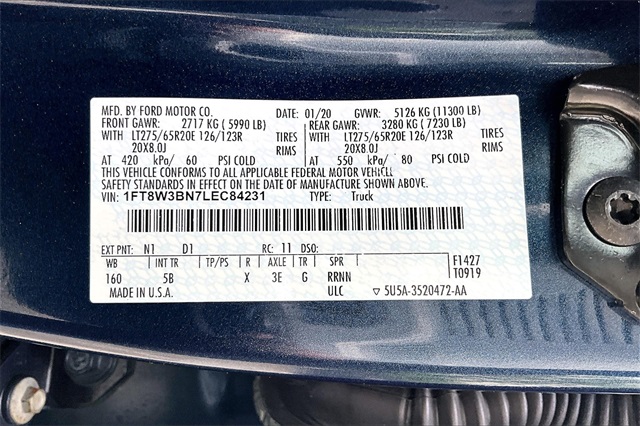 MFD. BY FORD MOTOR CO. DATE: 01/20 GVWR: 5126 KG (11300 LB)
FRONT GAWR: 2717 KG ( 5990 LB) REAR GAWR: 3280 KG ( 7230 LB)
WITH LT275/65R20E 126/123R TIRES WITH LT275/65R20E 126/123R TIRES
20X8.0J RIMS 20X8.0J RIMS
AT 420 kPa/ 60 PSI COLD AT 550 kPa/ 80 PSI COLD
THIS VEHICLE CONFORMS TO ALL APPLICABLE FEDERAL MOTOR VEHICLE
SAFETY STANDARDS IN EFFECT ON THE DATE OF MANUFACTURE SHOWN ABOVE.
VIN: 1FT8W3BN7LEC84231 TYPE: Truck
EXT PNT: N1 D1 RC: 11 DSO:
WB INT TR TP/PS R AXLE TR SPR F1427
160 5B X 3E G RRNN T0919
MADE IN U.S.A. ULC ▽ 5U5A-3520472-AA